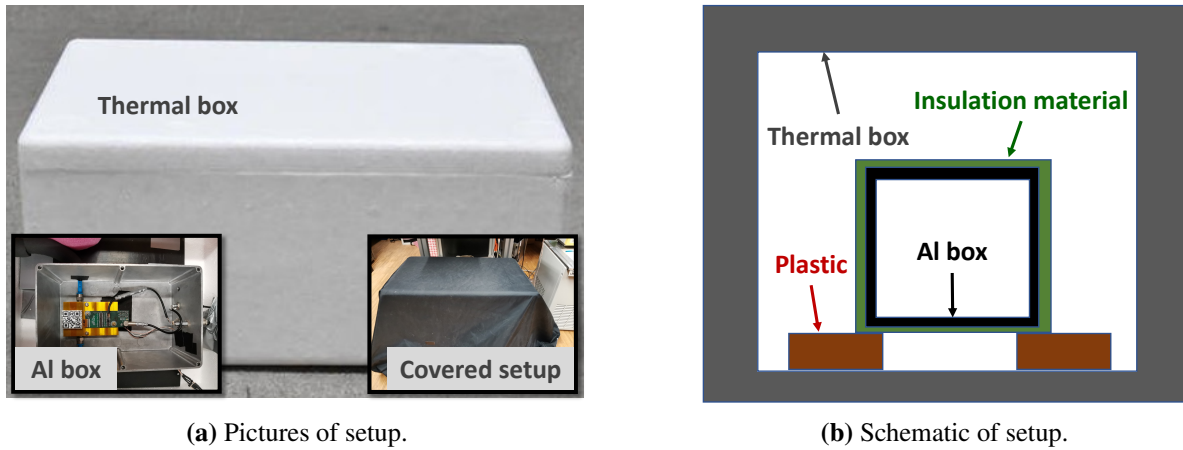 Thermal box
Al box
Covered setup
(a) Pictures of setup.
Insulation material
Thermal box
Al box
Plastic
(b) Schematic of setup.